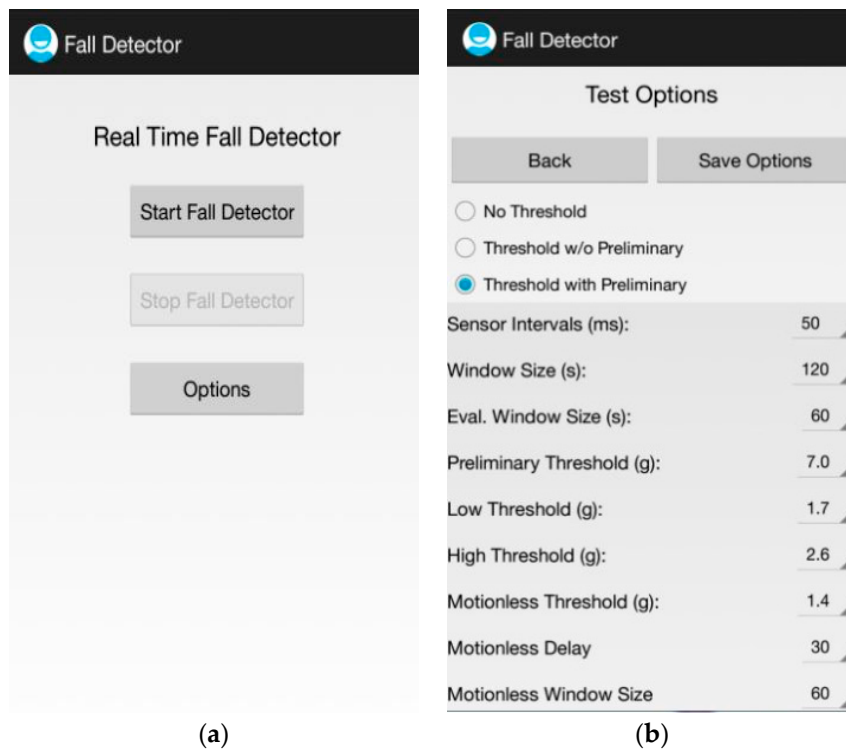 Fall Detector
Real Time Fall Detector
Start Fall Detector
Stop Fall Detector
Options
(a)
Fall Detector
Test Options
Back Save Options
No Threshold
Threshold w/o Preliminary
Threshold with Preliminary
Sensor Intervals (ms): 50
Window Size (s): 120
Eval. Window Size (s): 60
Preliminary Threshold (g): 7.0
Low Threshold (g): 1.7
High Threshold (g): 2.6
Motionless Threshold (g): 1.4
Motionless Delay 30
Motionless Window Size 60
(b)